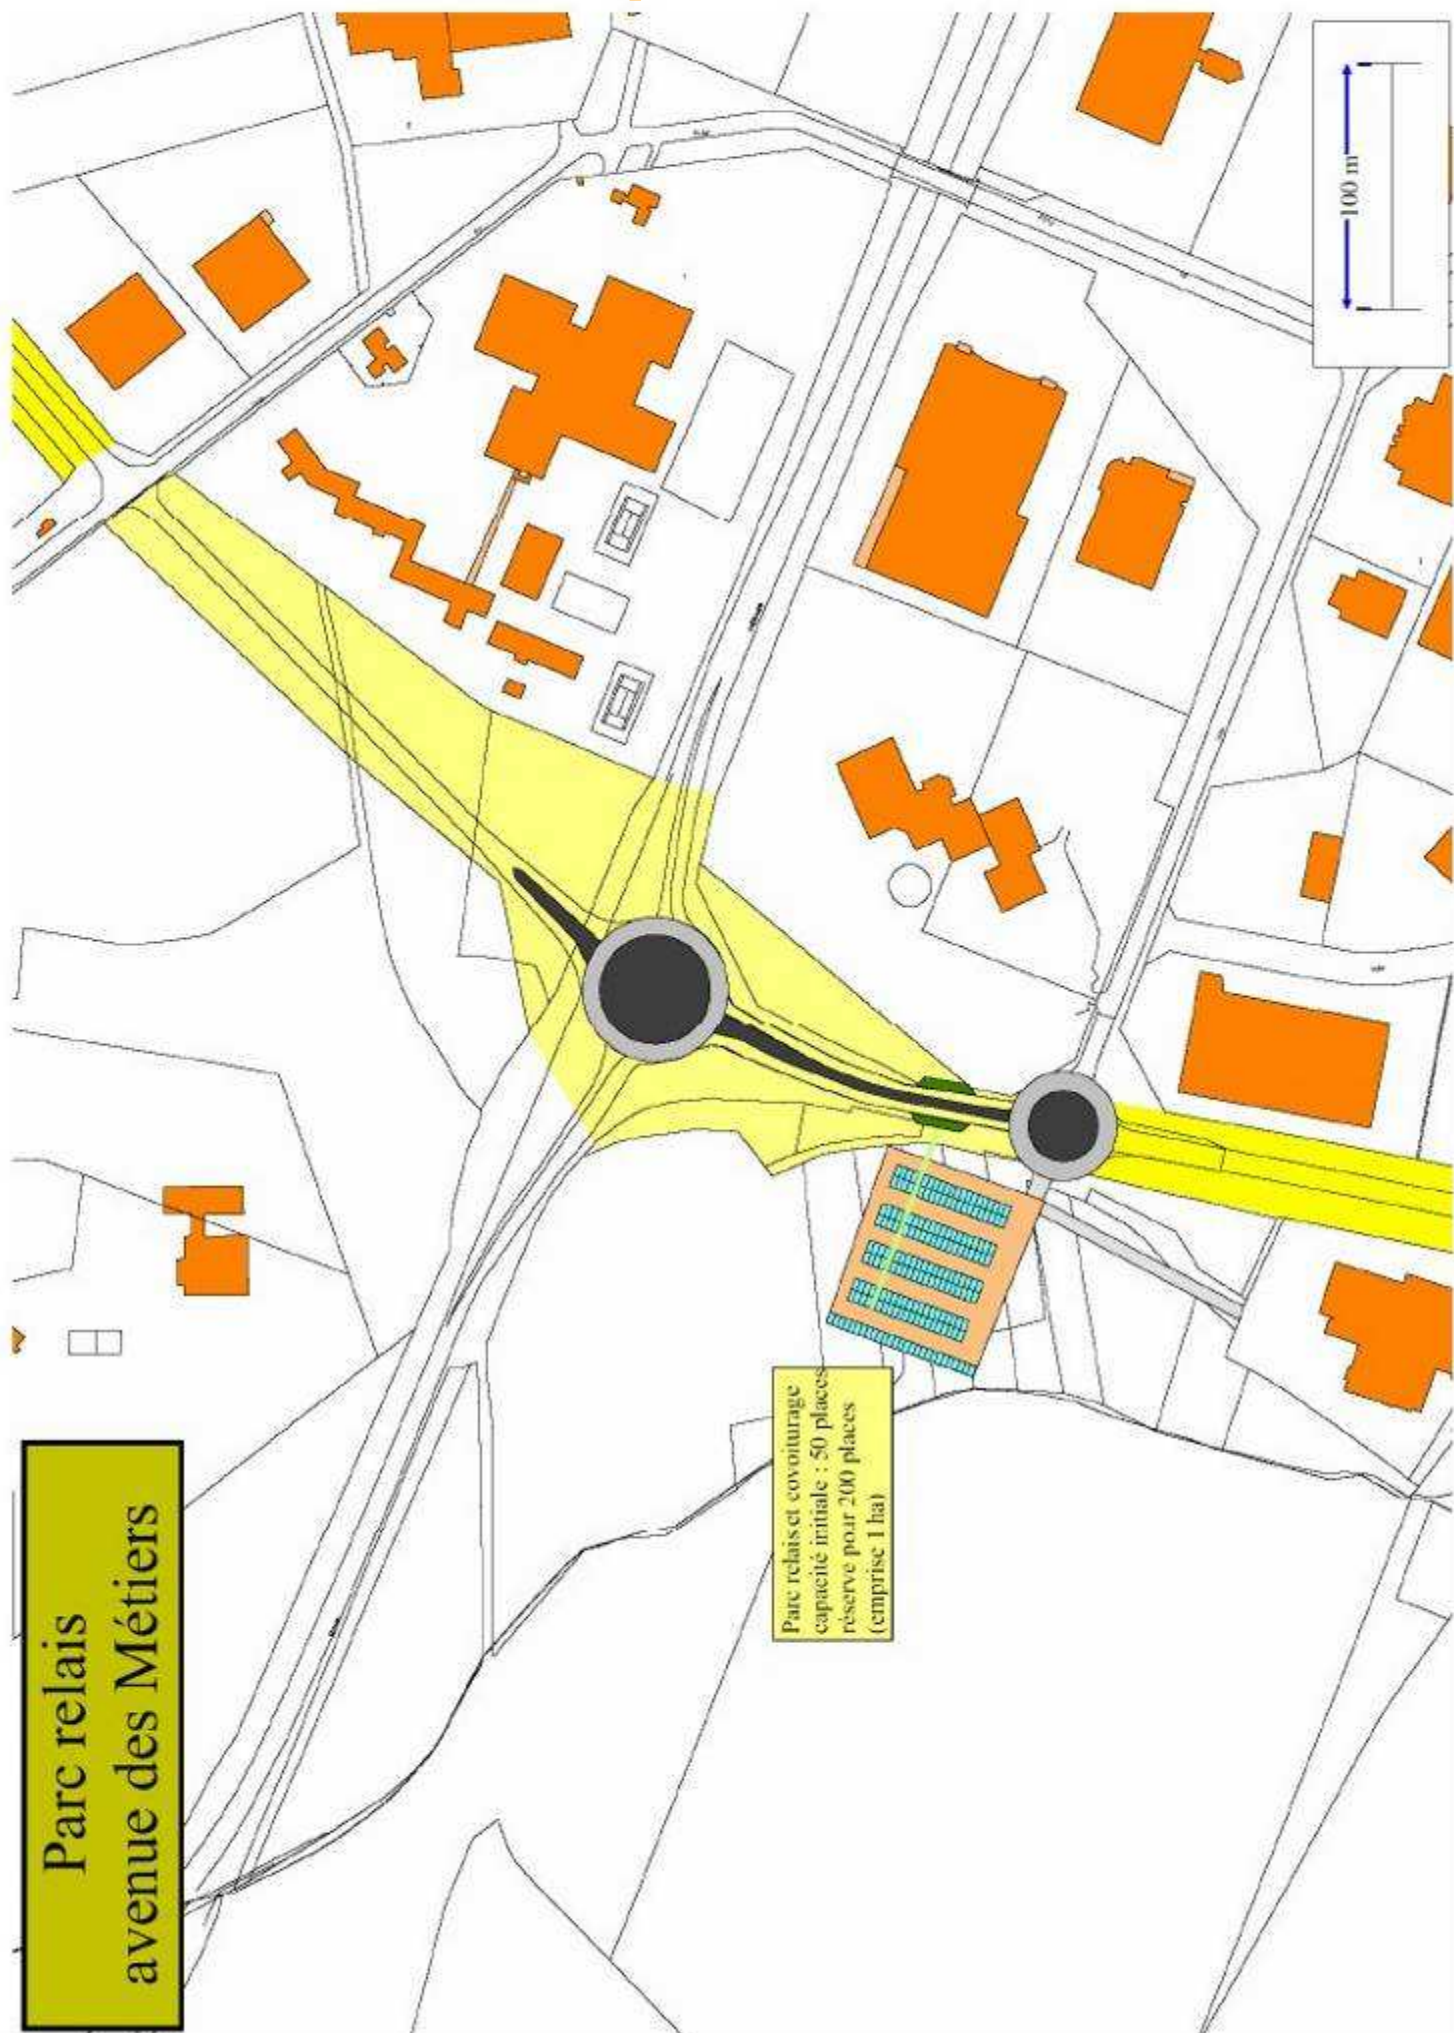 Parc relais
avenue des Métiers
Parc relais et covoiturage
capacité initiale : 50 places
réserve pour 200 places
(emprise 1 ha)
100 m